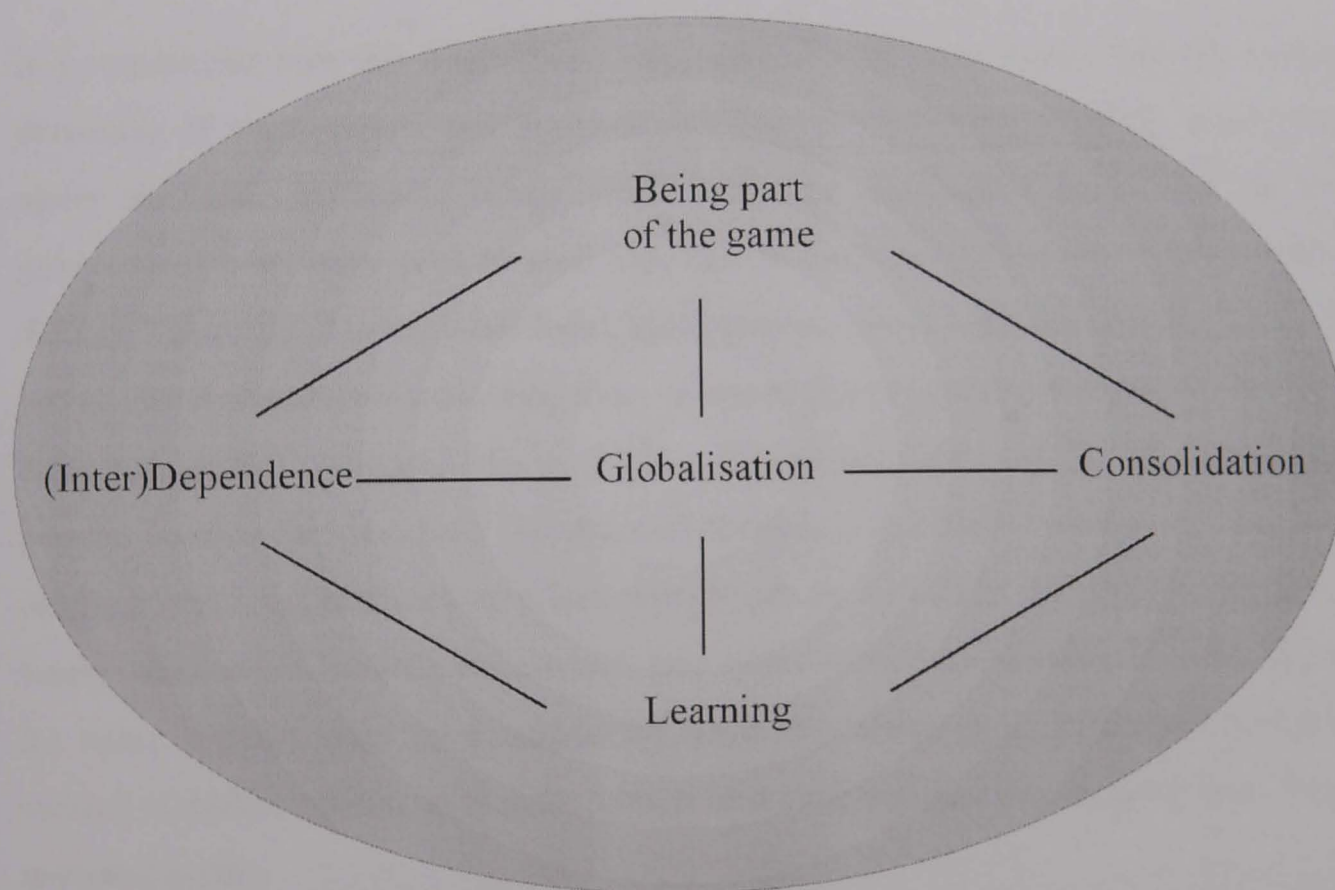 Being part
of the game
(Inter)Dependence
Globalisation
Consolidation
Learning